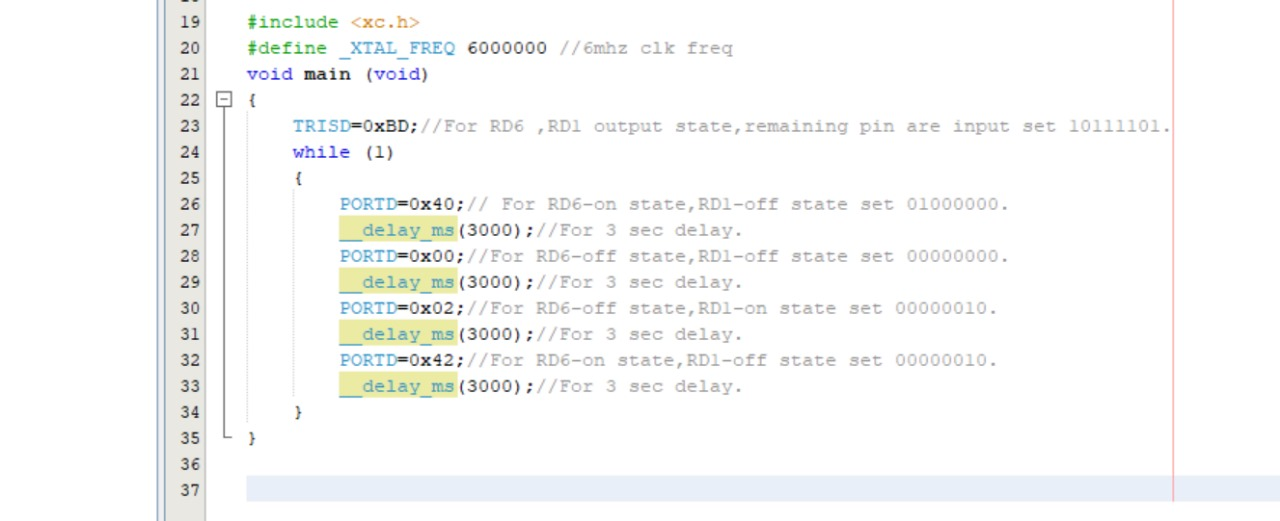 19 #include <xc.h>
20 #define _XTAL_FREQ 6000000 //6mhz clk freq
21 void main (void)
22 {
23 TRISD=0xBD;//For RD6 ,RD1 output state,remaining pin are input set 10111101.
24 while (1)
25 {
26 PORTD=0x40;// For RD6-on state,RD1-off state set 01000000.
27 __delay_ms(3000);//For 3 sec delay.
28 PORTD=0x00;//For RD6-off state,RD1-off state set 00000000.
29 __delay_ms(3000);//For 3 sec delay.
30 PORTD=0x02;//For RD6-off state,RD1-on state set 00000010.
31 __delay_ms(3000);//For 3 sec delay.
32 PORTD=0x42;//For RD6-on state,RD1-off state set 00000010.
33 __delay_ms(3000);//For 3 sec delay.
34 }
35 }
36
37